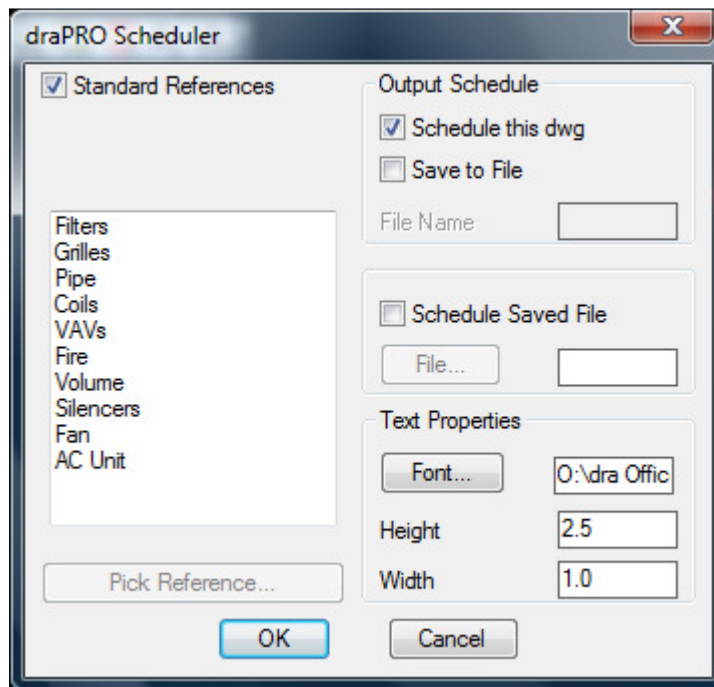 draPRO Scheduler
Standard References
Filters
Grilles
Pipe
Coils
VAVs
Fire
Volume
Silencers
Fan
AC Unit
Pick Reference...
Output Schedule
Schedule this dwg
Save to File
File Name
Schedule Saved File
File...
Text Properties
Font... O:\dra Offic
Height 2.5
Width 1.0
OK Cancel